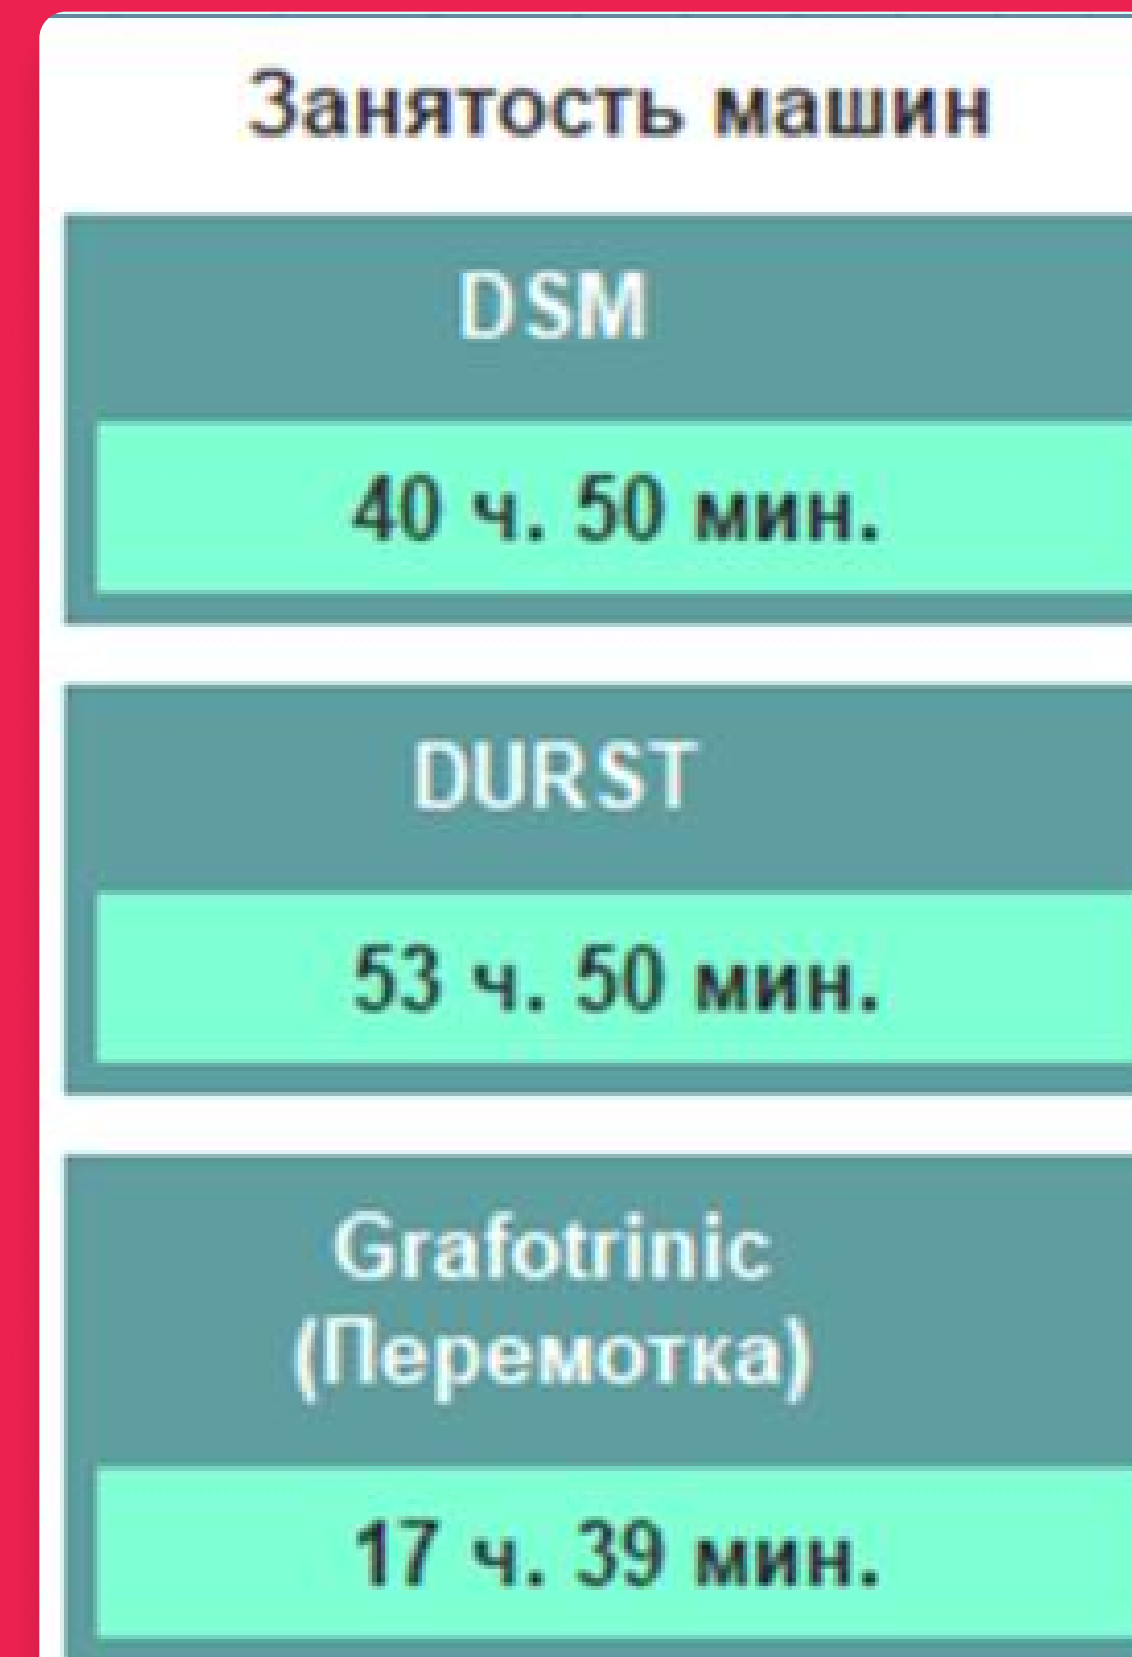 Занятость машин
DSM
40 ч. 50 мин.
DURST
53 ч. 50 мин.
Grafotrinic
(Перемотка)
17 ч. 39 мин.